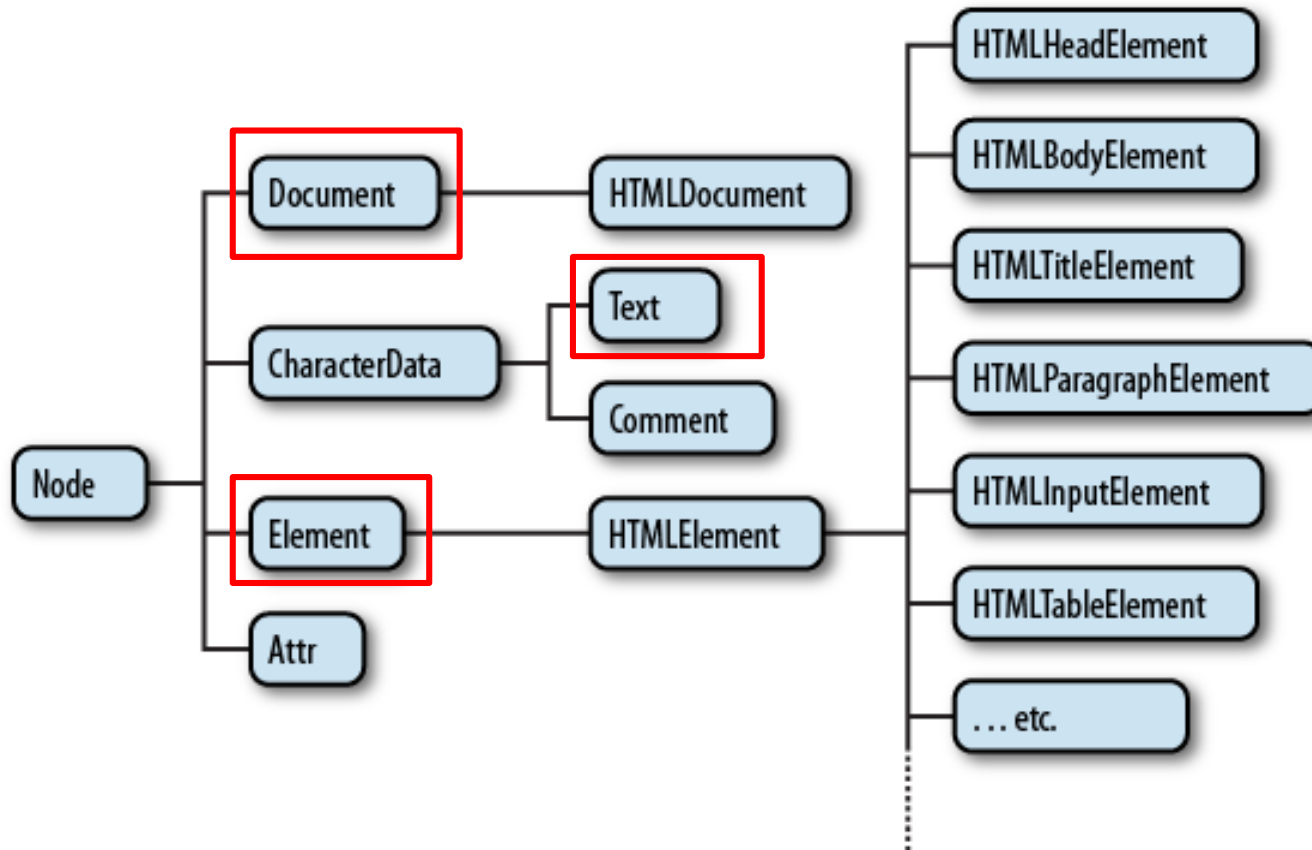 HTMLHeadElement
HTMLBodyElement
Document
HTMLDocument
HTMLTitleElement
Text
CharacterData
HTMLParagraphElement
Comment
Node
HTMLInputElement
Element
HTMLElement
HTMLTableElement
Attr
. . . etc.